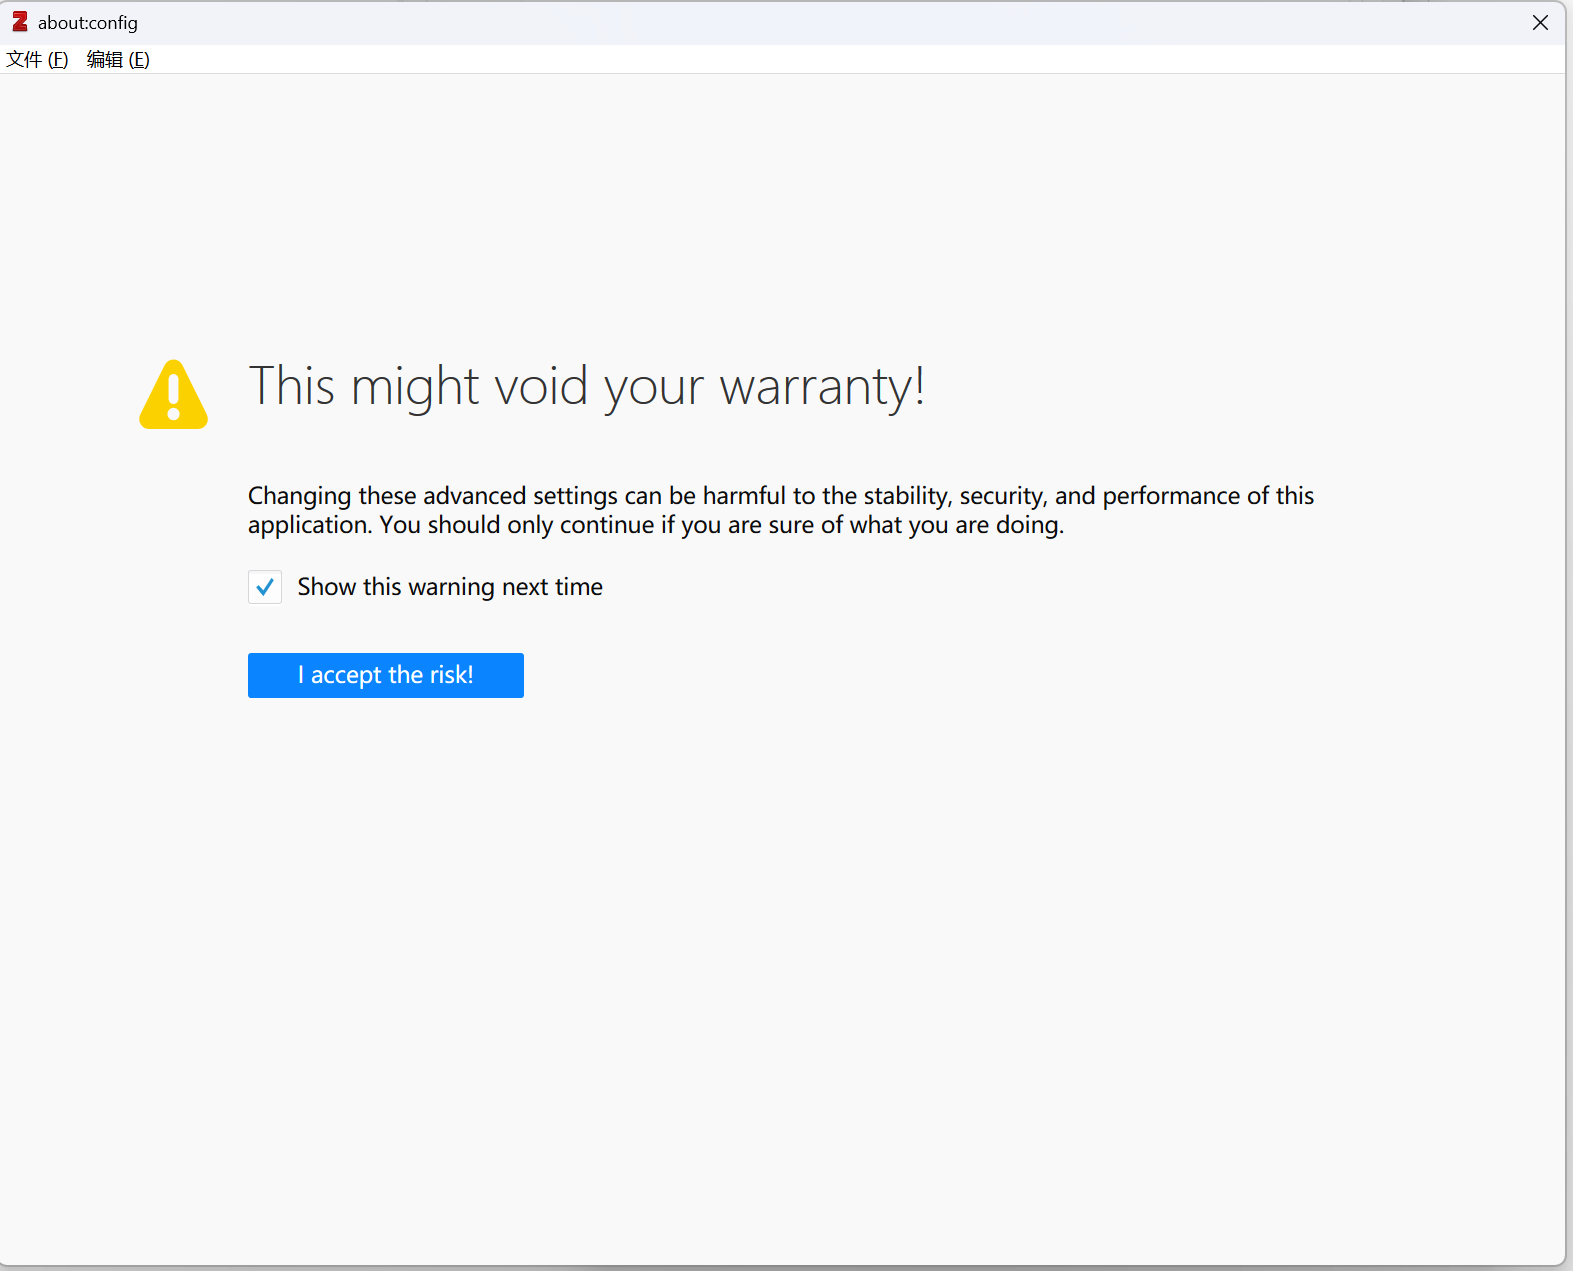 about:config
文件 (F) 编辑 (E)
This might void your warranty!
Changing these advanced settings can be harmful to the stability, security, and performance of this
application. You should only continue if you are sure of what you are doing.
Show this warning next time
I accept the risk!